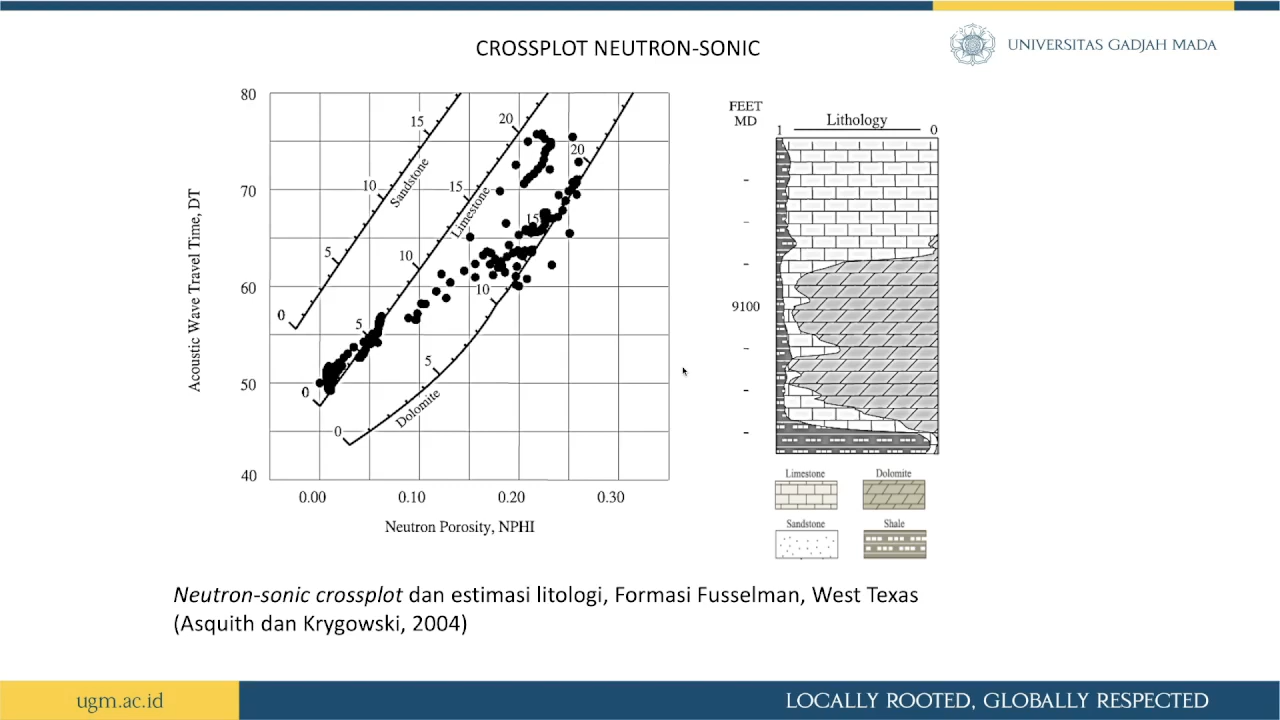 CROSSPLOT NEUTRON-SONIC
UNIVERSITAS GADJAH MADA
80
70
60
50
40
Acoustic Wave Travel Time, DT
0.00
0.10
0.20
0.30
Neutron Porosity, NPHI
0
5
10
15
Sandstone
0
5
10
15
20
Limestone
0
5
10
15
20
Dolomite
FEET
MD
1
Lithology
0
9100
Limestone
Dolomite
Sandstone
Shale
Neutron-sonic crossplot dan estimasi litologi, Formasi Fusselman, West Texas
(Asquith dan Krygowski, 2004)
ugm.ac.id
LOCALLY ROOTED, GLOBALLY RESPECTED